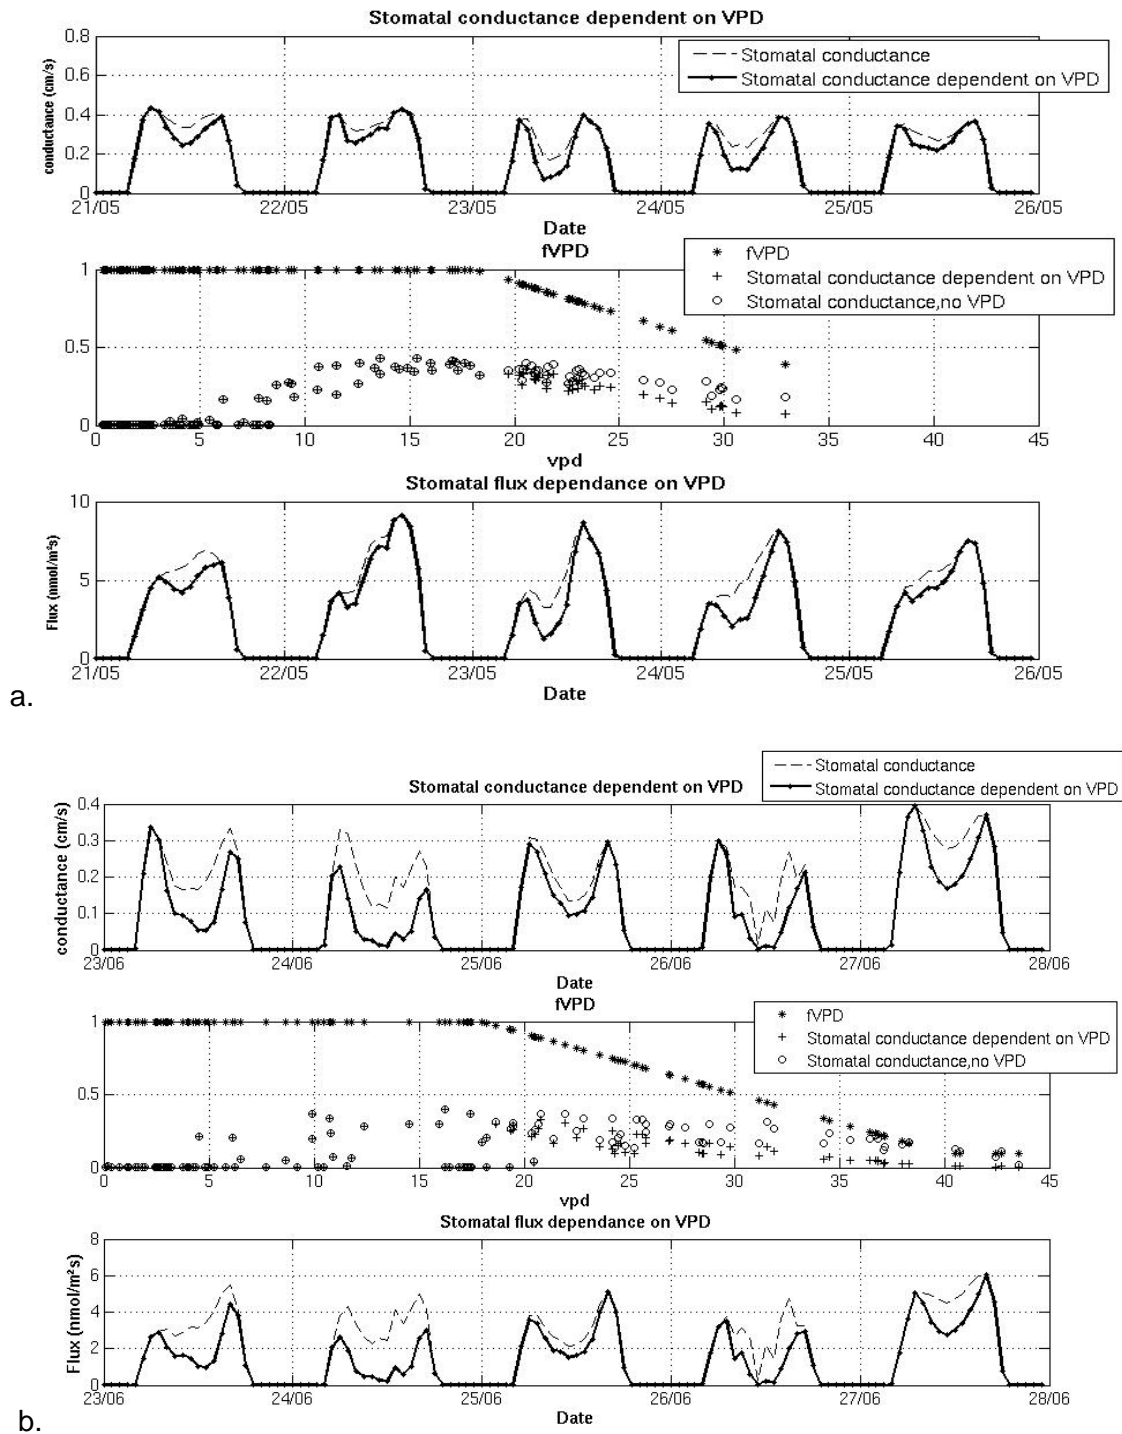 Stomatal conductance dependent on VPD
conductance (cm/s)
0.8
0.6
0.4
0.2
0
Stomatal conductance
Stomatal conductance dependent on VPD
21/05 22/05 23/05 24/05 25/05 26/05
Date
fVPD
1
0.5
0
fVPD
Stomatal conductance dependent on VPD
Stomatal conductance,no VPD
0 5 10 15 20 25 30 35 40 45
vpd
Stomatal flux dependance on VPD
Flux (nmol/m²s)
10
5
0
21/05 22/05 23/05 24/05 25/05 26/05
Date
a.
Stomatal conductance
Stomatal conductance dependent on VPD
Stomatal conductance dependent on VPD
conductance (cm/s)
0.4
0.3
0.2
0.1
0
23/06 24/06 25/06 26/06 27/06 28/06
Date
fVPD
1
0.5
0
fVPD
Stomatal conductance dependent on VPD
Stomatal conductance,no VPD
0 5 10 15 20 25 30 35 40 45
vpd
Stomatal flux dependance on VPD
Flux (nmol/m²s)
8
6
4
2
0
23/06 24/06 25/06 26/06 27/06 28/06
Date
b.